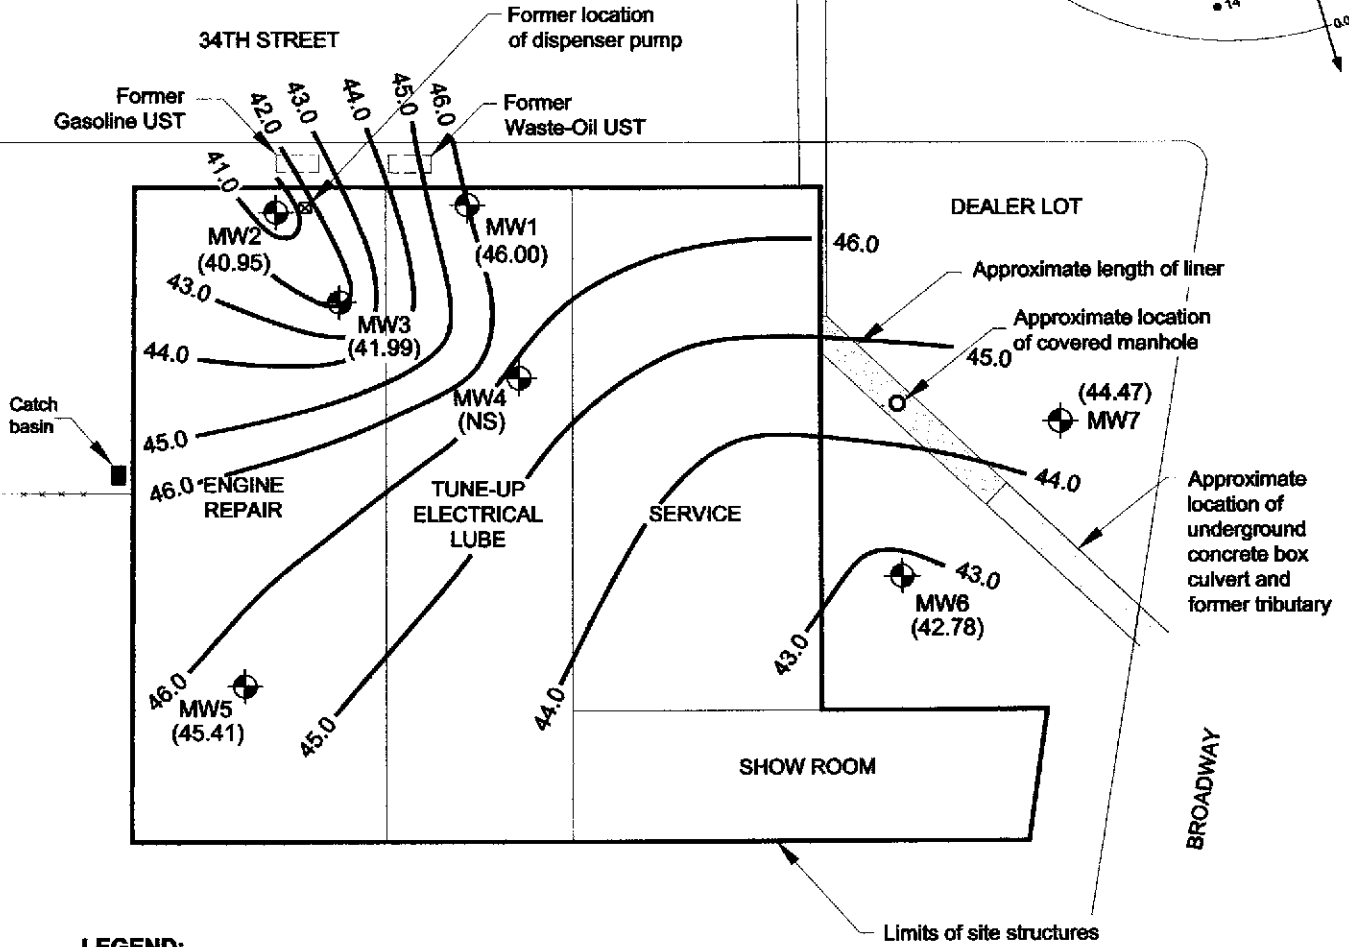 14
0.0
34TH STREET
Former location
of dispenser pump
Former
Gasoline UST
42.0
43.0
44.0
45.0
46.0
Former
Waste-Oil UST
41.0
MW2
(40.95)
MW1
(46.00)
DEALER LOT
46.0
Approximate length of liner
43.0
MW3
(41.99)
44.0
Approximate location
of covered manhole
45.0
(44.47)
MW7
Catch
basin
MW4
(NS)
45.0
46.0
ENGINE
REPAIR
TUNE-UP
ELECTRICAL
LUBE
SERVICE
44.0
Approximate
location of
underground
concrete box
culvert and
former tributary
43.0
MW6
(42.78)
43.0
46.0
MW5
(45.41)
45.0
44.0
SHOW ROOM
BROADWAY
Limits of site structures
LEGEND: